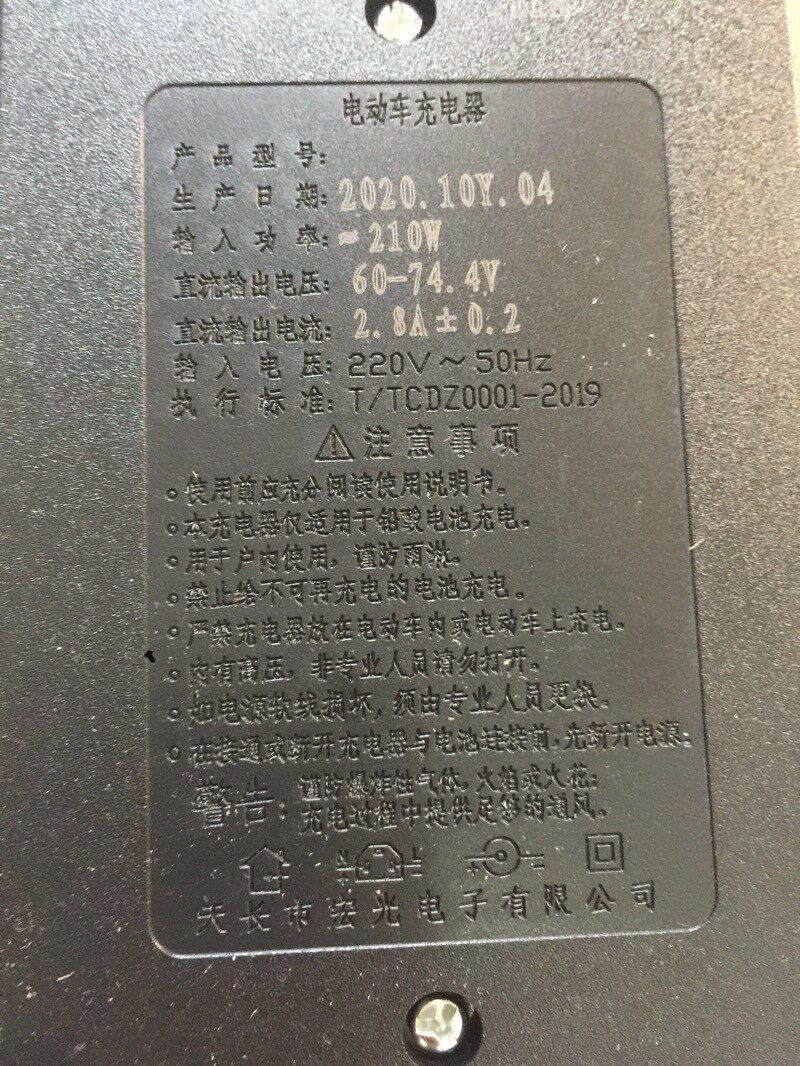 电动车充电器
产品型号:
生产日期:2020.10Y.04
输入功率:≈210W
直流输出电压:60-74.4V
直流输出电流:2.8A±0.2
输入电压:220V~50Hz
执行标准:T/TCDZ0001-2019
⚠注意事项
。使用前应充分阅读使用说明书。
。本充电器仅适用于铅酸电池充电。
。用于户内使用,谨防雨淋。
。禁止给不可再充电的电池充电。
。严禁充电器放在电动车内或电动车上充电。
。内有高压,非专业人员请勿打开。
。如电源软线损坏,须由专业人员更换。
。在接通或断开充电器与电池连接前,先断开电源。
警告:谨防爆炸性气体,火焰或火花;
充电过程中提供足够的通风。
天长市宏光电子有限公司